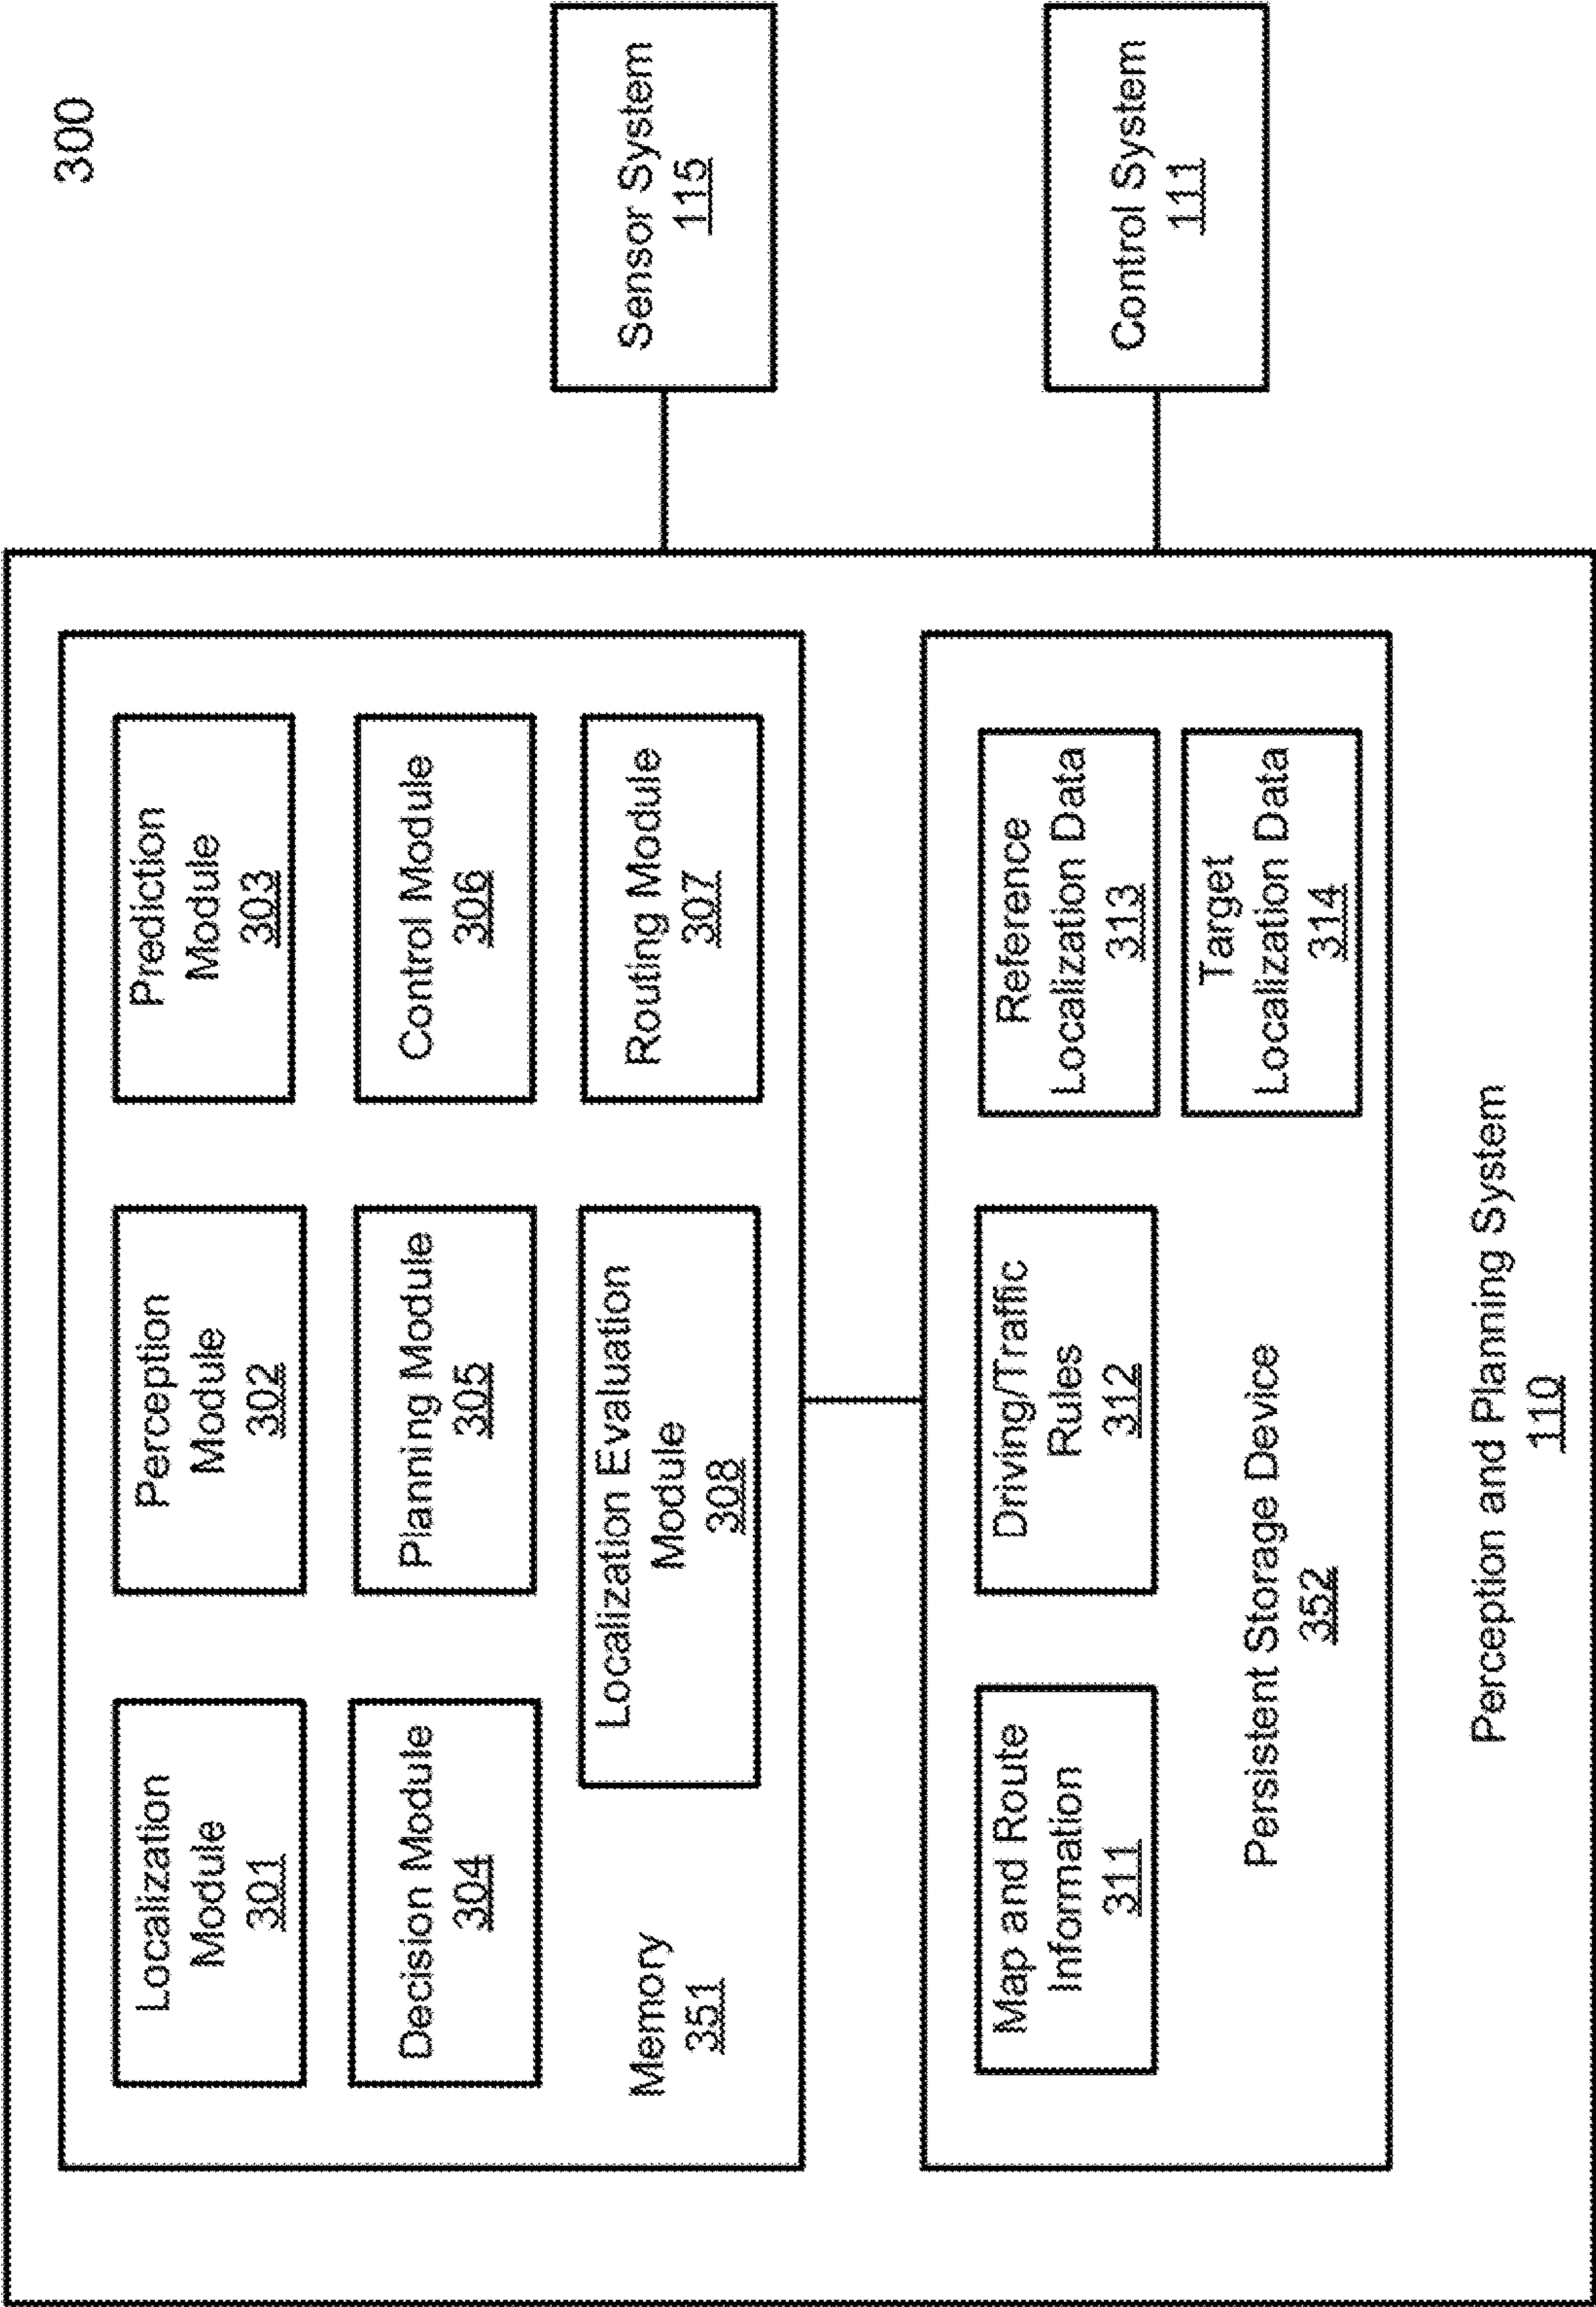 300
Localization
Module
301
Perception
Module
302
Prediction
Module
303
Decision Module
304
Planning Module
305
Control Module
306
Localization Evaluation
Module
308
Routing Module
307
Memory
351
Sensor System
115
Map and Route
Information
311
Driving/Traffic
Rules
312
Reference
Localization Data
313
Target
Localization Data
314
Persistent Storage Device
352
Control System
111
Perception and Planning System
110